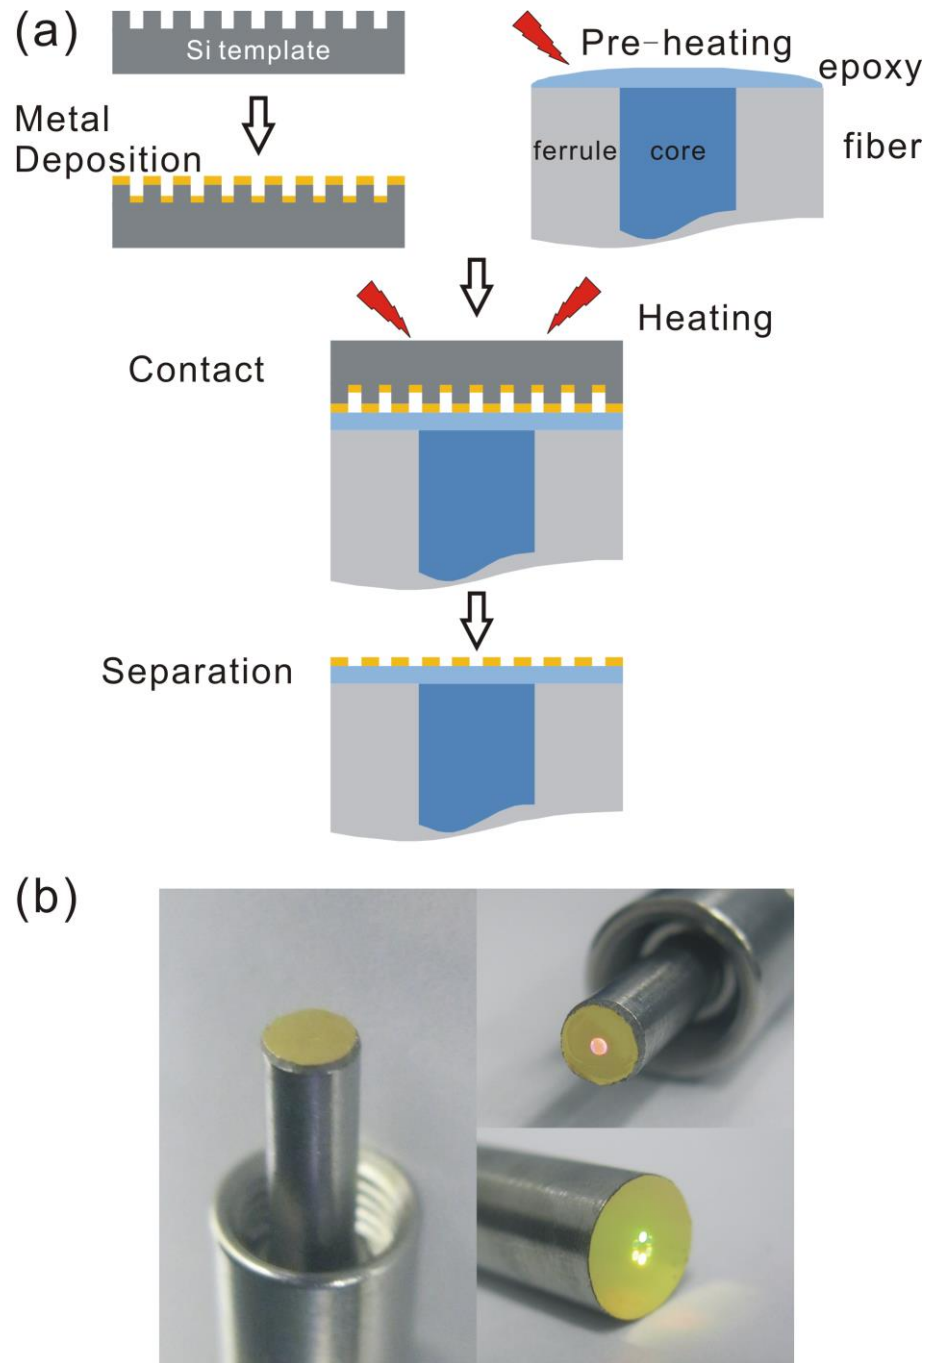 (a)
Si template
Metal
Deposition
Pre-heating
epoxy
ferrule
core
fiber
Heating
Contact
Separation
(b)